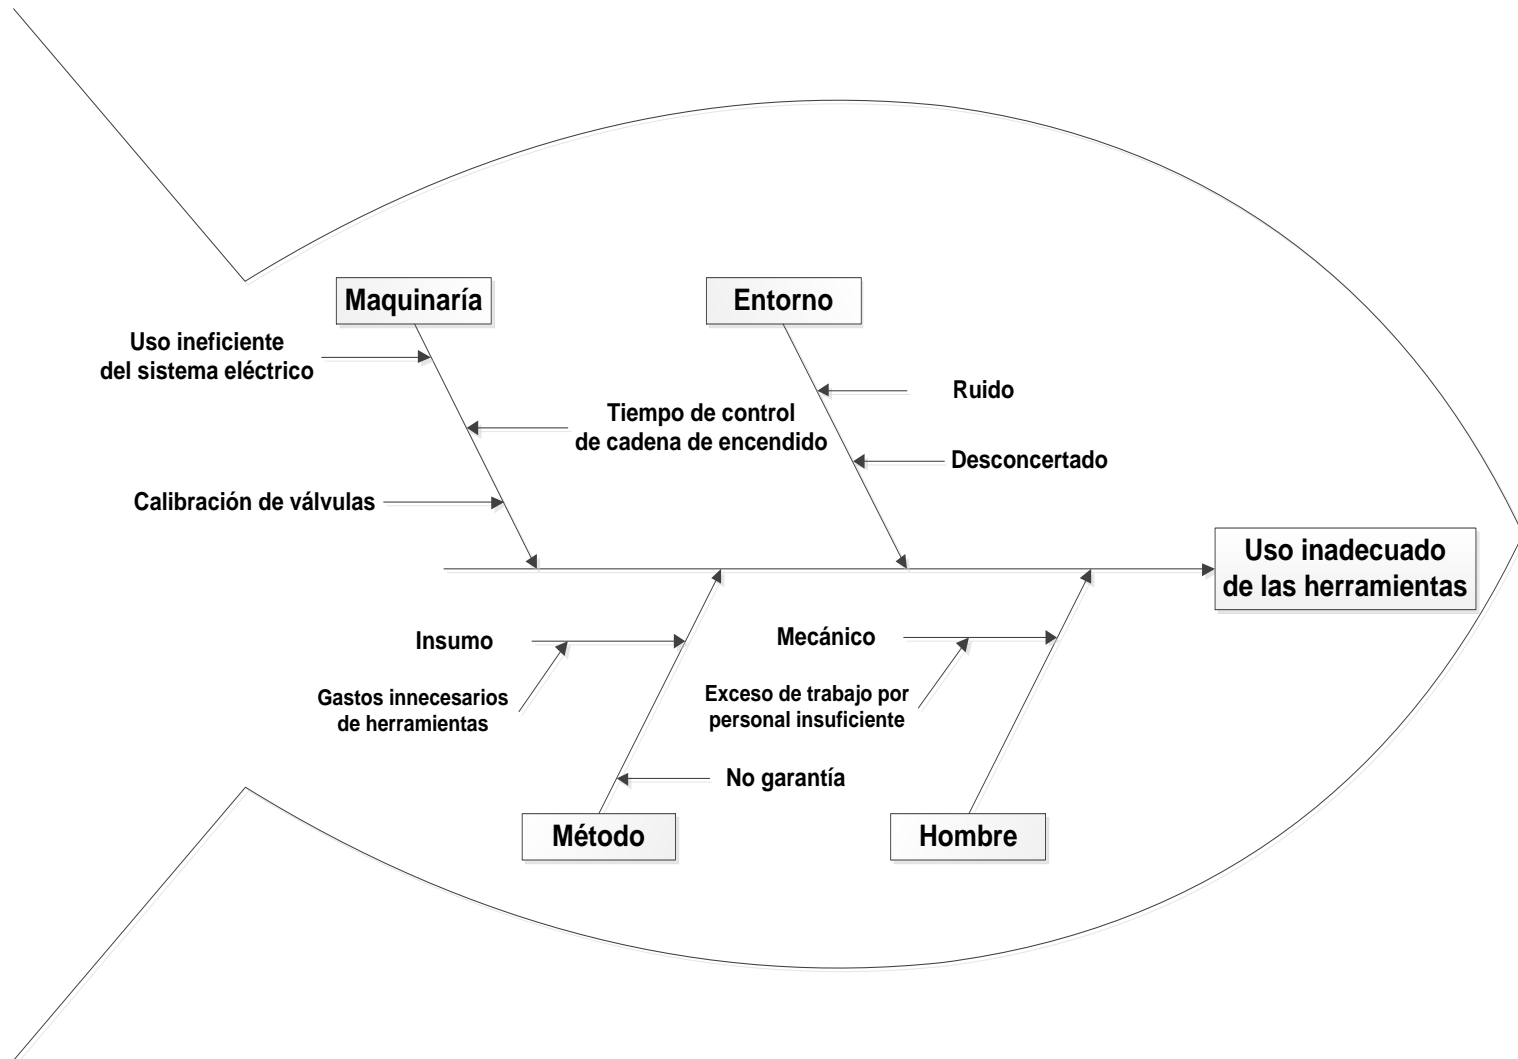 Maquinaría
Entorno
Uso ineficiente
del sistema eléctrico
Ruido
Tiempo de control
de cadena de encendido
Desconcertado
Calibración de válvulas
Uso inadecuado
de las herramientas
Insumo
Mecánico
Gastos innecesarios
de herramientas
Exceso de trabajo por
personal insuficiente
No garantía
Método
Hombre